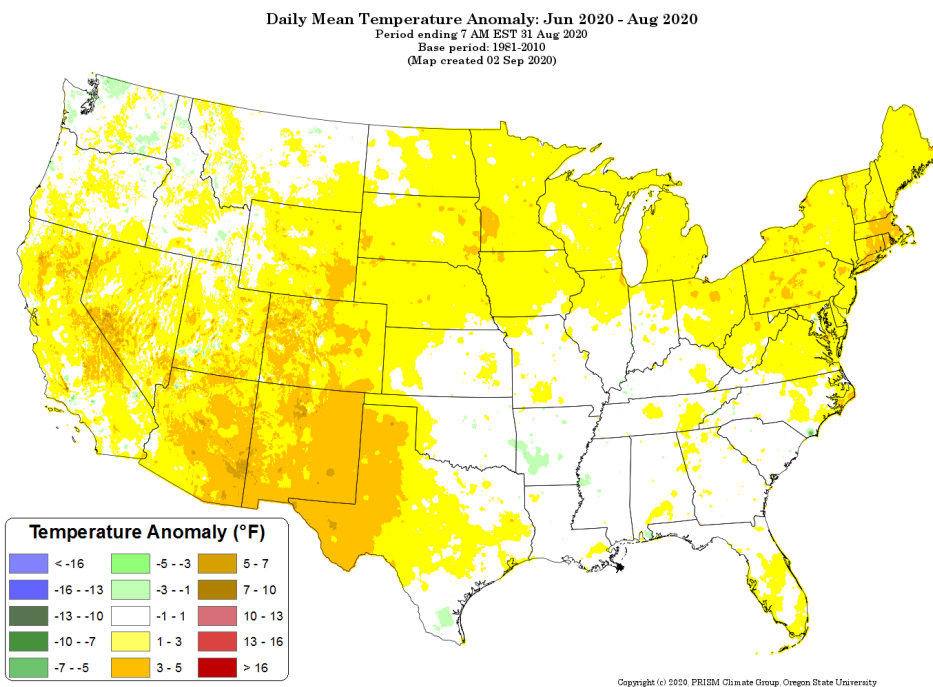 Daily Mean Temperature Anomaly: Jun 2020 - Aug 2020
Period ending 7 AM EST 31 Aug 2020
Base period: 1981-2010
(Map created 02 Sep 2020)
Temperature Anomaly (°F)
< -16
-16 - -13
-13 - -10
-10 - -7
-7 - -5
-5 - -3
-3 - -1
-1 - 1
1 - 3
3 - 5
5 - 7
7 - 10
10 - 13
13 - 16
> 16
Copyright (c) 2020, PRISM Climate Group, Oregon State University